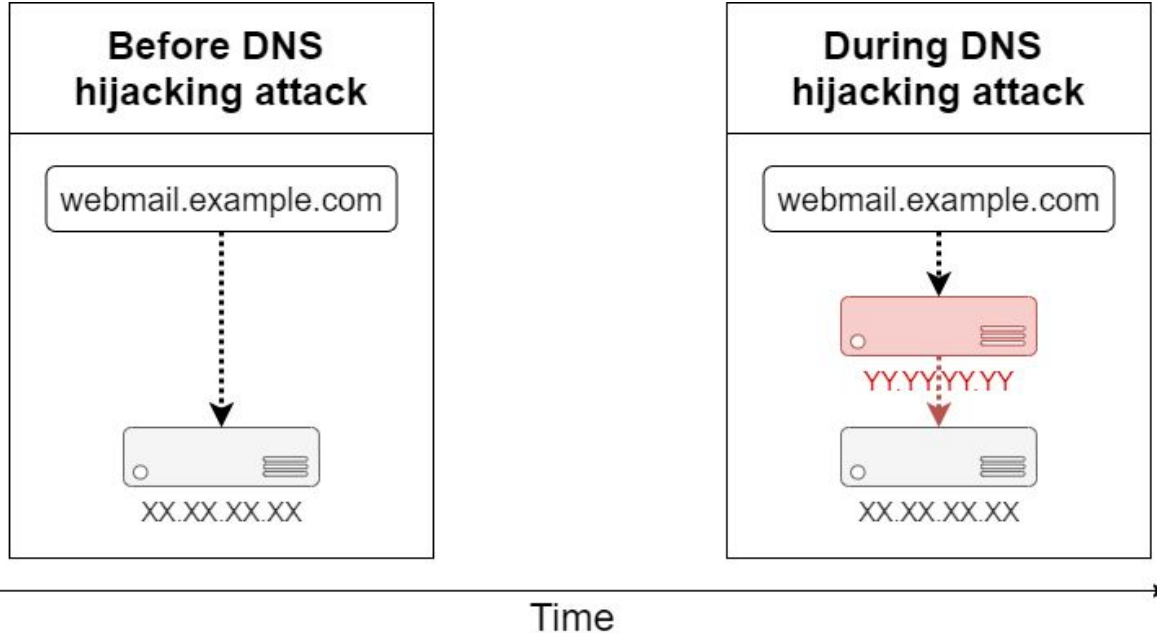 Before DNS
hijacking attack
webmail.example.com
XX.XX.XX.XX
During DNS
hijacking attack
webmail.example.com
YY.YY.YY.YY
XX.XX.XX.XX
Time